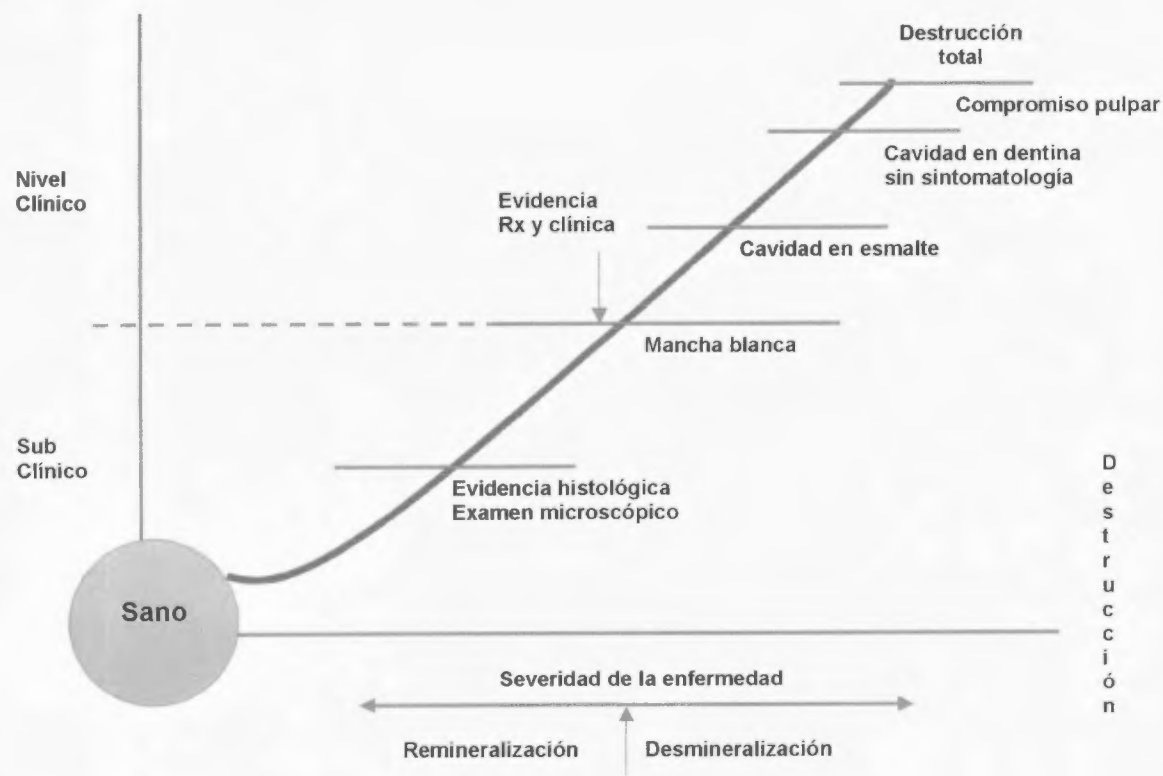 Destrucción
total
Compromiso pulpar
Cavidad en dentina
sin sintomatología
Nivel
Clínico
Evidencia
Rx y clínica
Cavidad en esmalte
Mancha blanca
Sub
Clínico
Evidencia histológica
Examen microscópico
Destrucción
Sano
Severidad de la enfermedad
Remineralización
Desmineralización